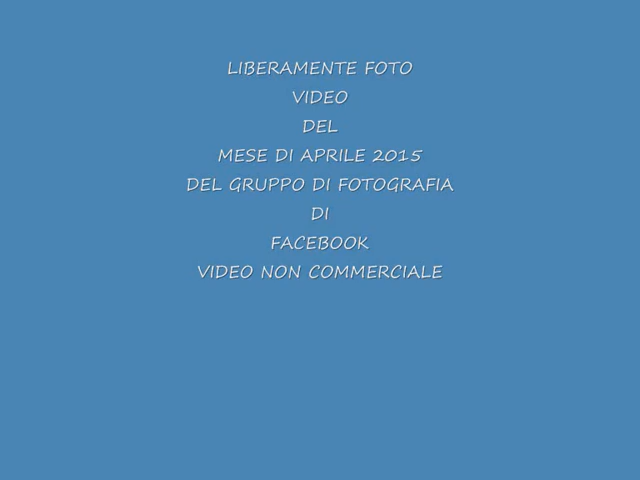 LIBERAMENTE FOTO
VIDEO
DEL
MESE DI APRILE 2015
DEL GRUPPO DI FOTOGRAFIA
DI
FACEBOOK
VIDEO NON COMMERCIALE